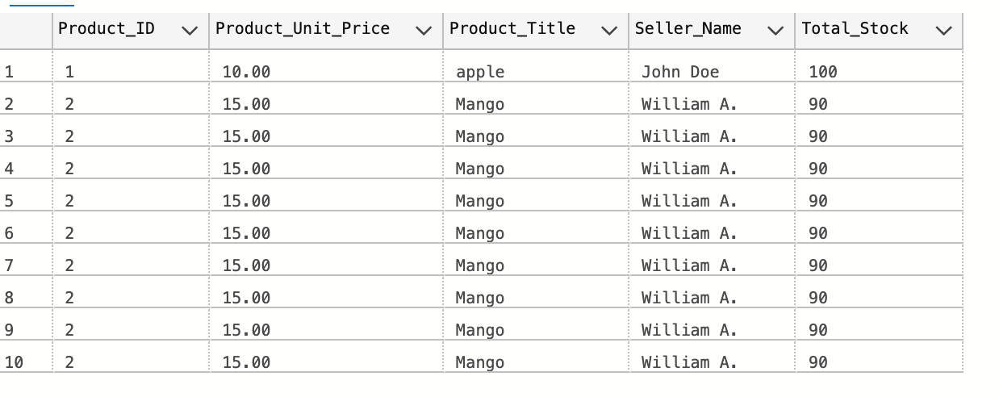 Product_ID Product_Unit_Price Product_Title Seller_Name Total_Stock
1 1 10.00 apple John Doe 100
2 2 15.00 Mango William A. 90
3 2 15.00 Mango William A. 90
4 2 15.00 Mango William A. 90
5 2 15.00 Mango William A. 90
6 2 15.00 Mango William A. 90
7 2 15.00 Mango William A. 90
8 2 15.00 Mango William A. 90
9 2 15.00 Mango William A. 90
10 2 15.00 Mango William A. 90